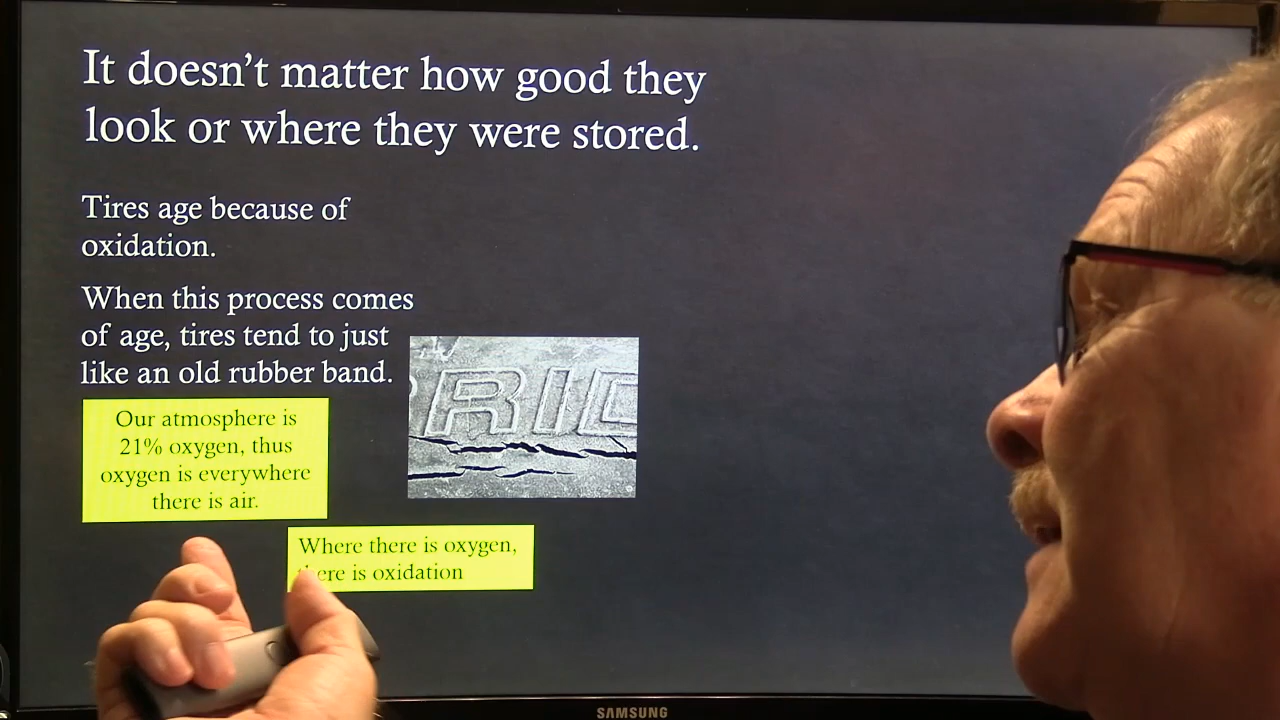 It doesn't matter how good they
look or where they were stored.
Tires age because of
oxidation.
When this process comes
of age, tires tend to just
like an old rubber band.
RID
Our atmosphere is
21% oxygen, thus
oxygen is everywhere
there is air.
Where there is oxygen,
there is oxidation
SAMSUNG